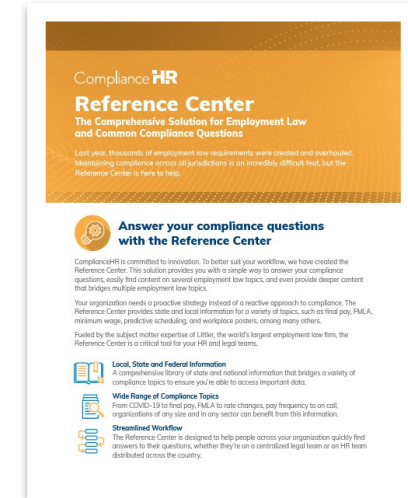 ComplianceHR
Reference Center
The Comprehensive Solution for Employment Law
and Common Compliance Questions
Last year, thousands of employment law requirements were created and overhauled.
Maintaining compliance across all jurisdictions is an incredibly difficult feat, but the
Reference Center is here to help.
Answer your compliance questions
with the Reference Center
ComplianceHR is committed to innovation. To better suit your workflow, we have created the
Reference Center. This solution provides you with a simple way to answer your compliance
questions, easily find content on several employment law topics, and even provide deeper content
that bridges multiple employment law topics.
Your organization needs a proactive strategy instead of a reactive approach to compliance. The
Reference Center provides state and local information for a variety of topics, such as final pay, FMLA,
minimum wage, predictive scheduling, and workplace posters, among many others.
Fueled by the subject matter expertise of Littler, the world's largest employment law firm, the
Reference Center is a critical tool for your HR and legal teams.
Local, State and Federal Information
A comprehensive library of state and national information that bridges a variety of
compliance topics to ensure you're able to access important data.
Wide Range of Compliance Topics
From COVID-19 to final pay, FMLA to rate changes, pay frequency to on call,
organizations of any size and in any sector can benefit from this information.
Streamlined Workflow
The Reference Center is designed to help people across your organization quickly find
answers to their questions, whether they're on a centralized legal team or an HR team
distributed across the country.